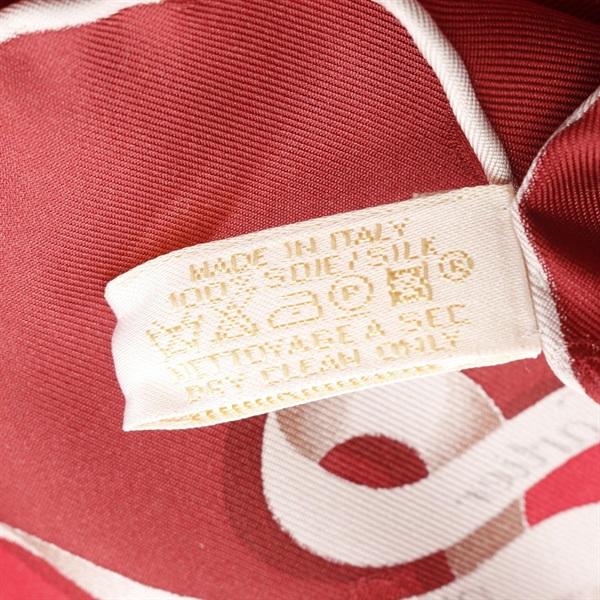 MADE IN ITALY
100% SOIE/SILK
P R
NETTOYAGE A SEC
DRY CLEAN ONLY